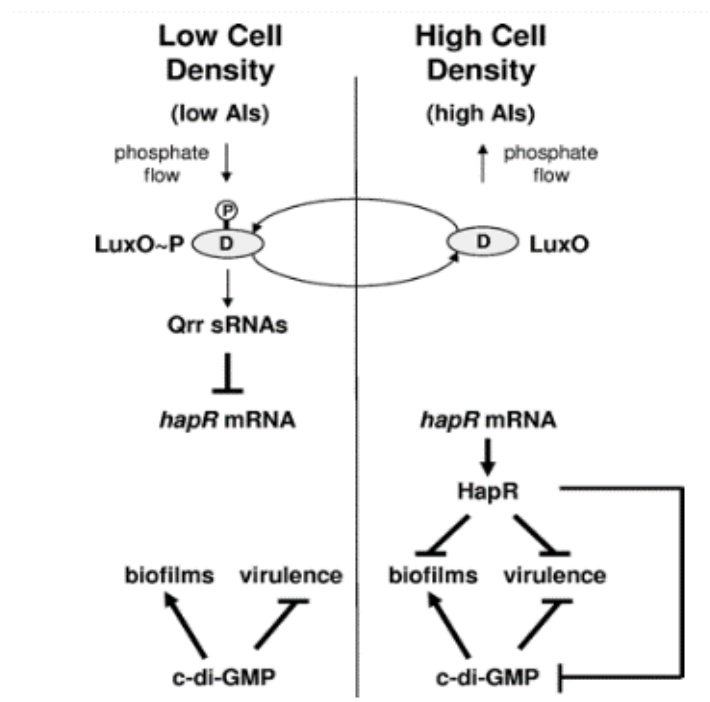 Low Cell
Density
(low AIs)
phosphate
flow
P
LuxO~P
D
Qrr sRNAs
hapR mRNA
biofilms
virulence
c-di-GMP
High Cell
Density
(high AIs)
phosphate
flow
D
LuxO
hapR mRNA
HapR
biofilms
virulence
c-di-GMP